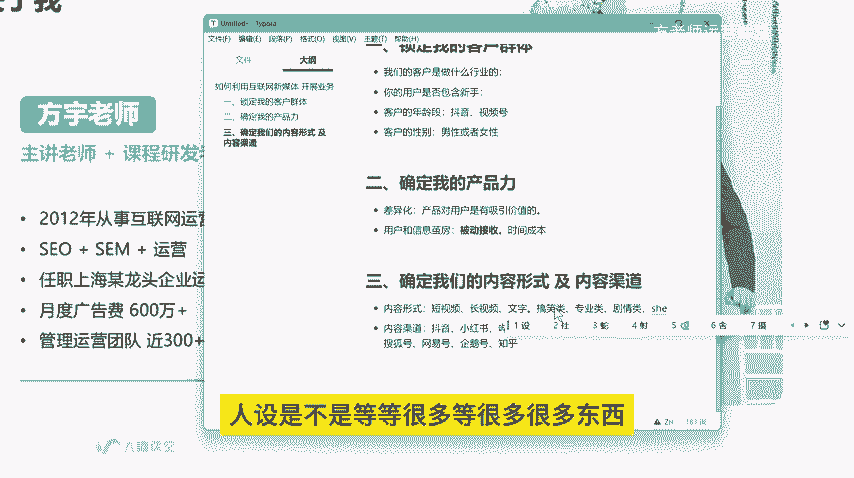 Untitled - Typora
文件(F) 编辑(E) 段落(P) 格式(O) 视图(V) 主题(T) 帮助(H)
文件 大纲
如何利用互联网新媒体 开展业务
一、锁定我的客户群体
二、确定我的产品力
三、确定我们的内容形式 及
内容渠道
一、锁定我的客户群体
我们的客户是做什么行业的;
你的用户是否包含新手;
客户的年龄段: 抖音、视频号
客户的性别: 男性或者女性
二、确定我的产品力
差异化: 产品对用户是有吸引价值的。
用户和信息茧房: 被动接收。时间成本
三、确定我们的内容形式 及 内容渠道
内容形式: 短视频、长视频、文字。搞笑类、专业类、剧情类、she
1 设 2 社 3 蛇 4 射 5 6 舍 7 摄
内容渠道: 抖音、小红书、
搜狐号、网易号、企鹅号、知乎
方宇老师
主讲老师 + 课程研发
2012年从事互联网运营
SEO + SEM + 运营
任职上海某龙头企业运
月度广告费 600万+
管理运营团队 近300+
人设是不是等等很多等很多很多东西